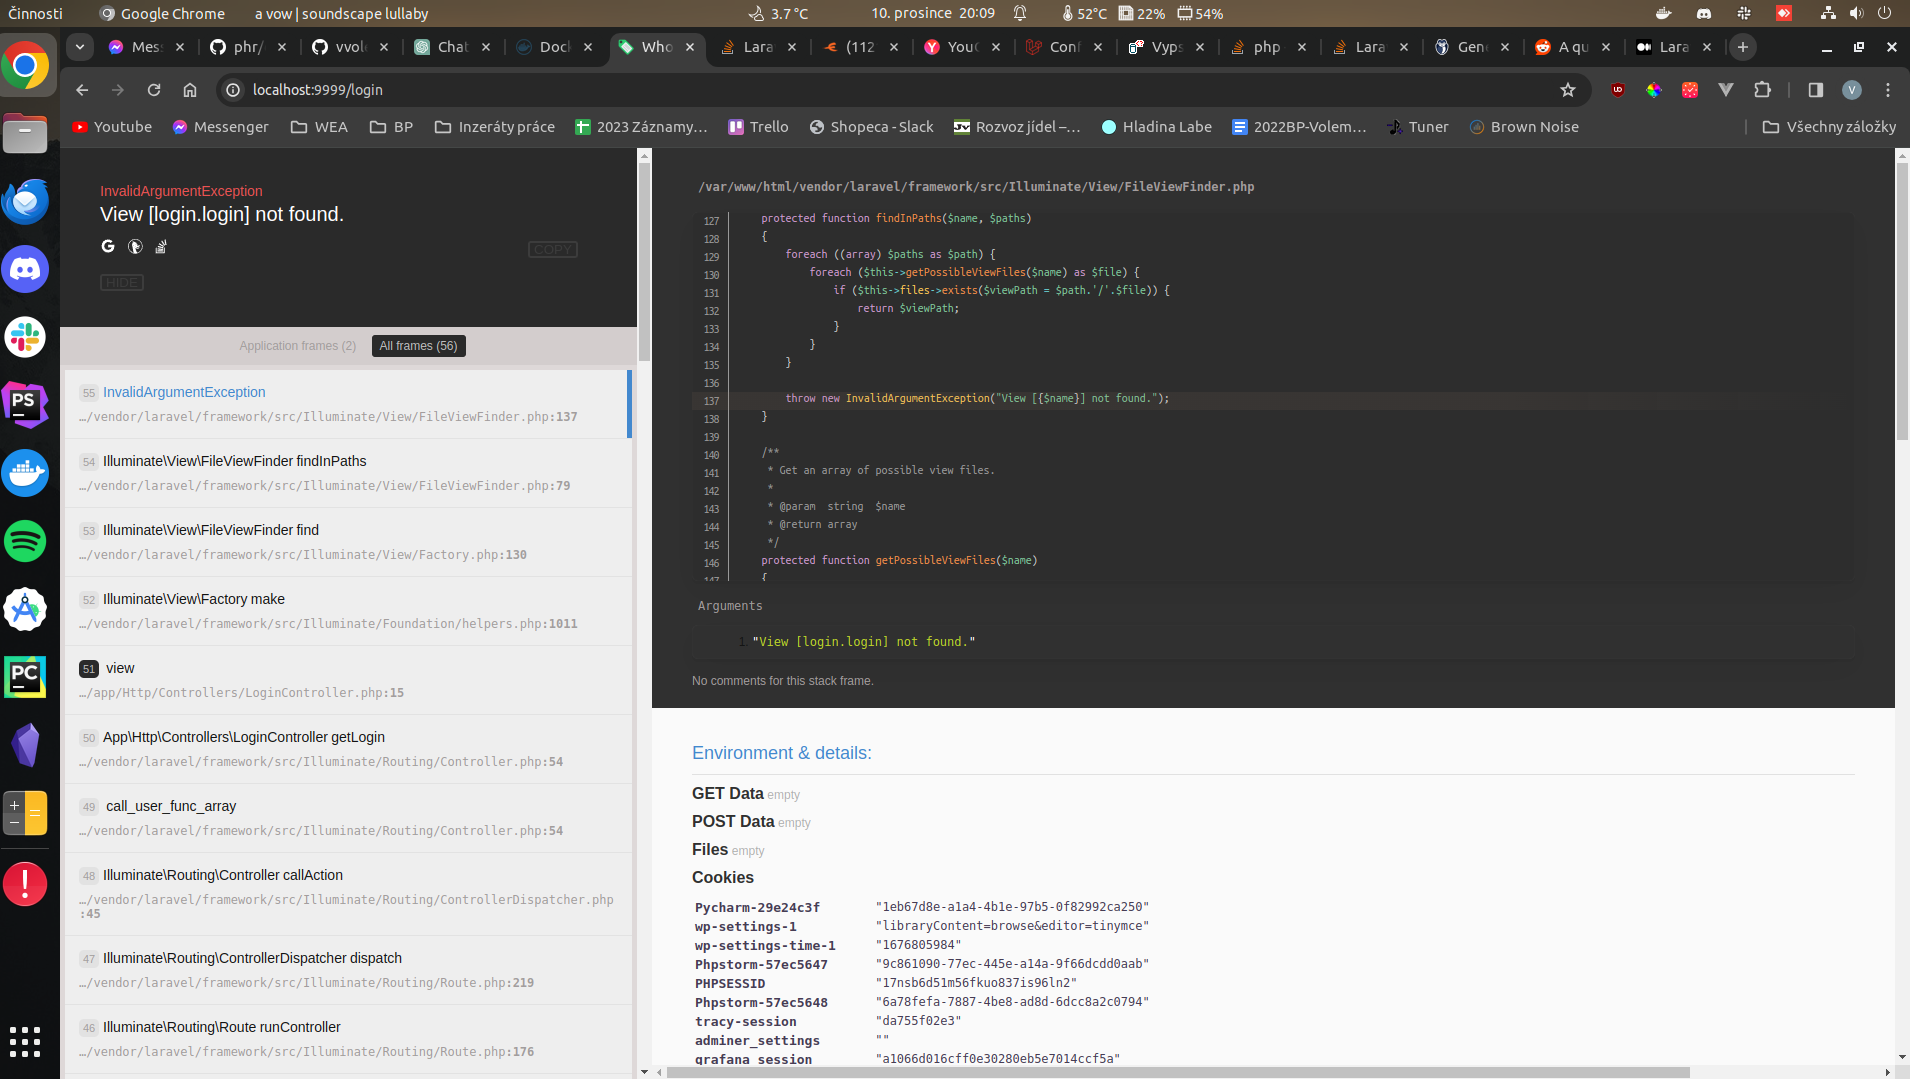 Činnosti
Google Chrome
a vow | soundscape lullaby
3.7 °C
10. prosince 20:09
52°C
22%
54%
Mes
phr/
vvol
Chat
Doc
Who
Lara
(112
You
Conf
Vyps
php
Lara
Gen
A qu
Lara
localhost:9999/login
V
Youtube
Messenger
WEA
BP
Inzeráty práce
2023 Záznamy…
Trello
Shopeca - Slack
Rozvoz jídel –…
Hladina Labe
2022BP-Volem…
Tuner
Brown Noise
Všechny záložky
InvalidArgumentException
View [login.login] not found.
COPY
HIDE
Application frames (2)
All frames (56)
55 InvalidArgumentException
…/vendor/laravel/framework/src/Illuminate/View/FileViewFinder.php:137
54 Illuminate\View\FileViewFinder findInPaths
…/vendor/laravel/framework/src/Illuminate/View/FileViewFinder.php:79
53 Illuminate\View\FileViewFinder find
…/vendor/laravel/framework/src/Illuminate/View/Factory.php:130
52 Illuminate\View\Factory make
…/vendor/laravel/framework/src/Illuminate/Foundation/helpers.php:1011
51 view
…/app/Http/Controllers/LoginController.php:15
50 App\Http\Controllers\LoginController getLogin
…/vendor/laravel/framework/src/Illuminate/Routing/Controller.php:54
49 call_user_func_array
…/vendor/laravel/framework/src/Illuminate/Routing/Controller.php:54
48 Illuminate\Routing\Controller callAction
…/vendor/laravel/framework/src/Illuminate/Routing/ControllerDispatcher.php
:45
47 Illuminate\Routing\ControllerDispatcher dispatch
…/vendor/laravel/framework/src/Illuminate/Routing/Route.php:219
46 Illuminate\Routing\Route runController
…/vendor/laravel/framework/src/Illuminate/Routing/Route.php:176
/var/www/html/vendor/laravel/framework/src/Illuminate/View/FileViewFinder.php
127 protected function findInPaths($name, $paths)
128 {
129 foreach ((array) $paths as $path) {
130 foreach ($this->getPossibleViewFiles($name) as $file) {
131 if ($this->files->exists($viewPath = $path.'/'.$file)) {
132 return $viewPath;
133 }
134 }
135 }
136
137 throw new InvalidArgumentException("View [{$name}] not found.");
138 }
139
140 /**
141 * Get an array of possible view files.
142 *
143 * @param  string  $name
144 * @return array
145 */
146 protected function getPossibleViewFiles($name)
147 {
Arguments
1. "View [login.login] not found."
No comments for this stack frame.
Environment & details:
GET Data empty
POST Data empty
Files empty
Cookies
Pycharm-29e24c3f "1eb67d8e-a1a4-4b1e-97b5-0f82992ca250"
wp-settings-1 "libraryContent=browse&editor=tinymce"
wp-settings-time-1 "1676805984"
Phpstorm-57ec5647 "9c861090-77ec-445e-a14a-9f66dcdd0aab"
PHPSESSID "17nsb6d51m56fkuo837is96ln2"
Phpstorm-57ec5648 "6a78fefa-7887-4be8-ad8d-6dcc8a2c0794"
tracy-session "da755f02e3"
adminer_settings ""
grafana_session "a1066d016cff0e30280eb5e7014ccf5a"
PS
PC